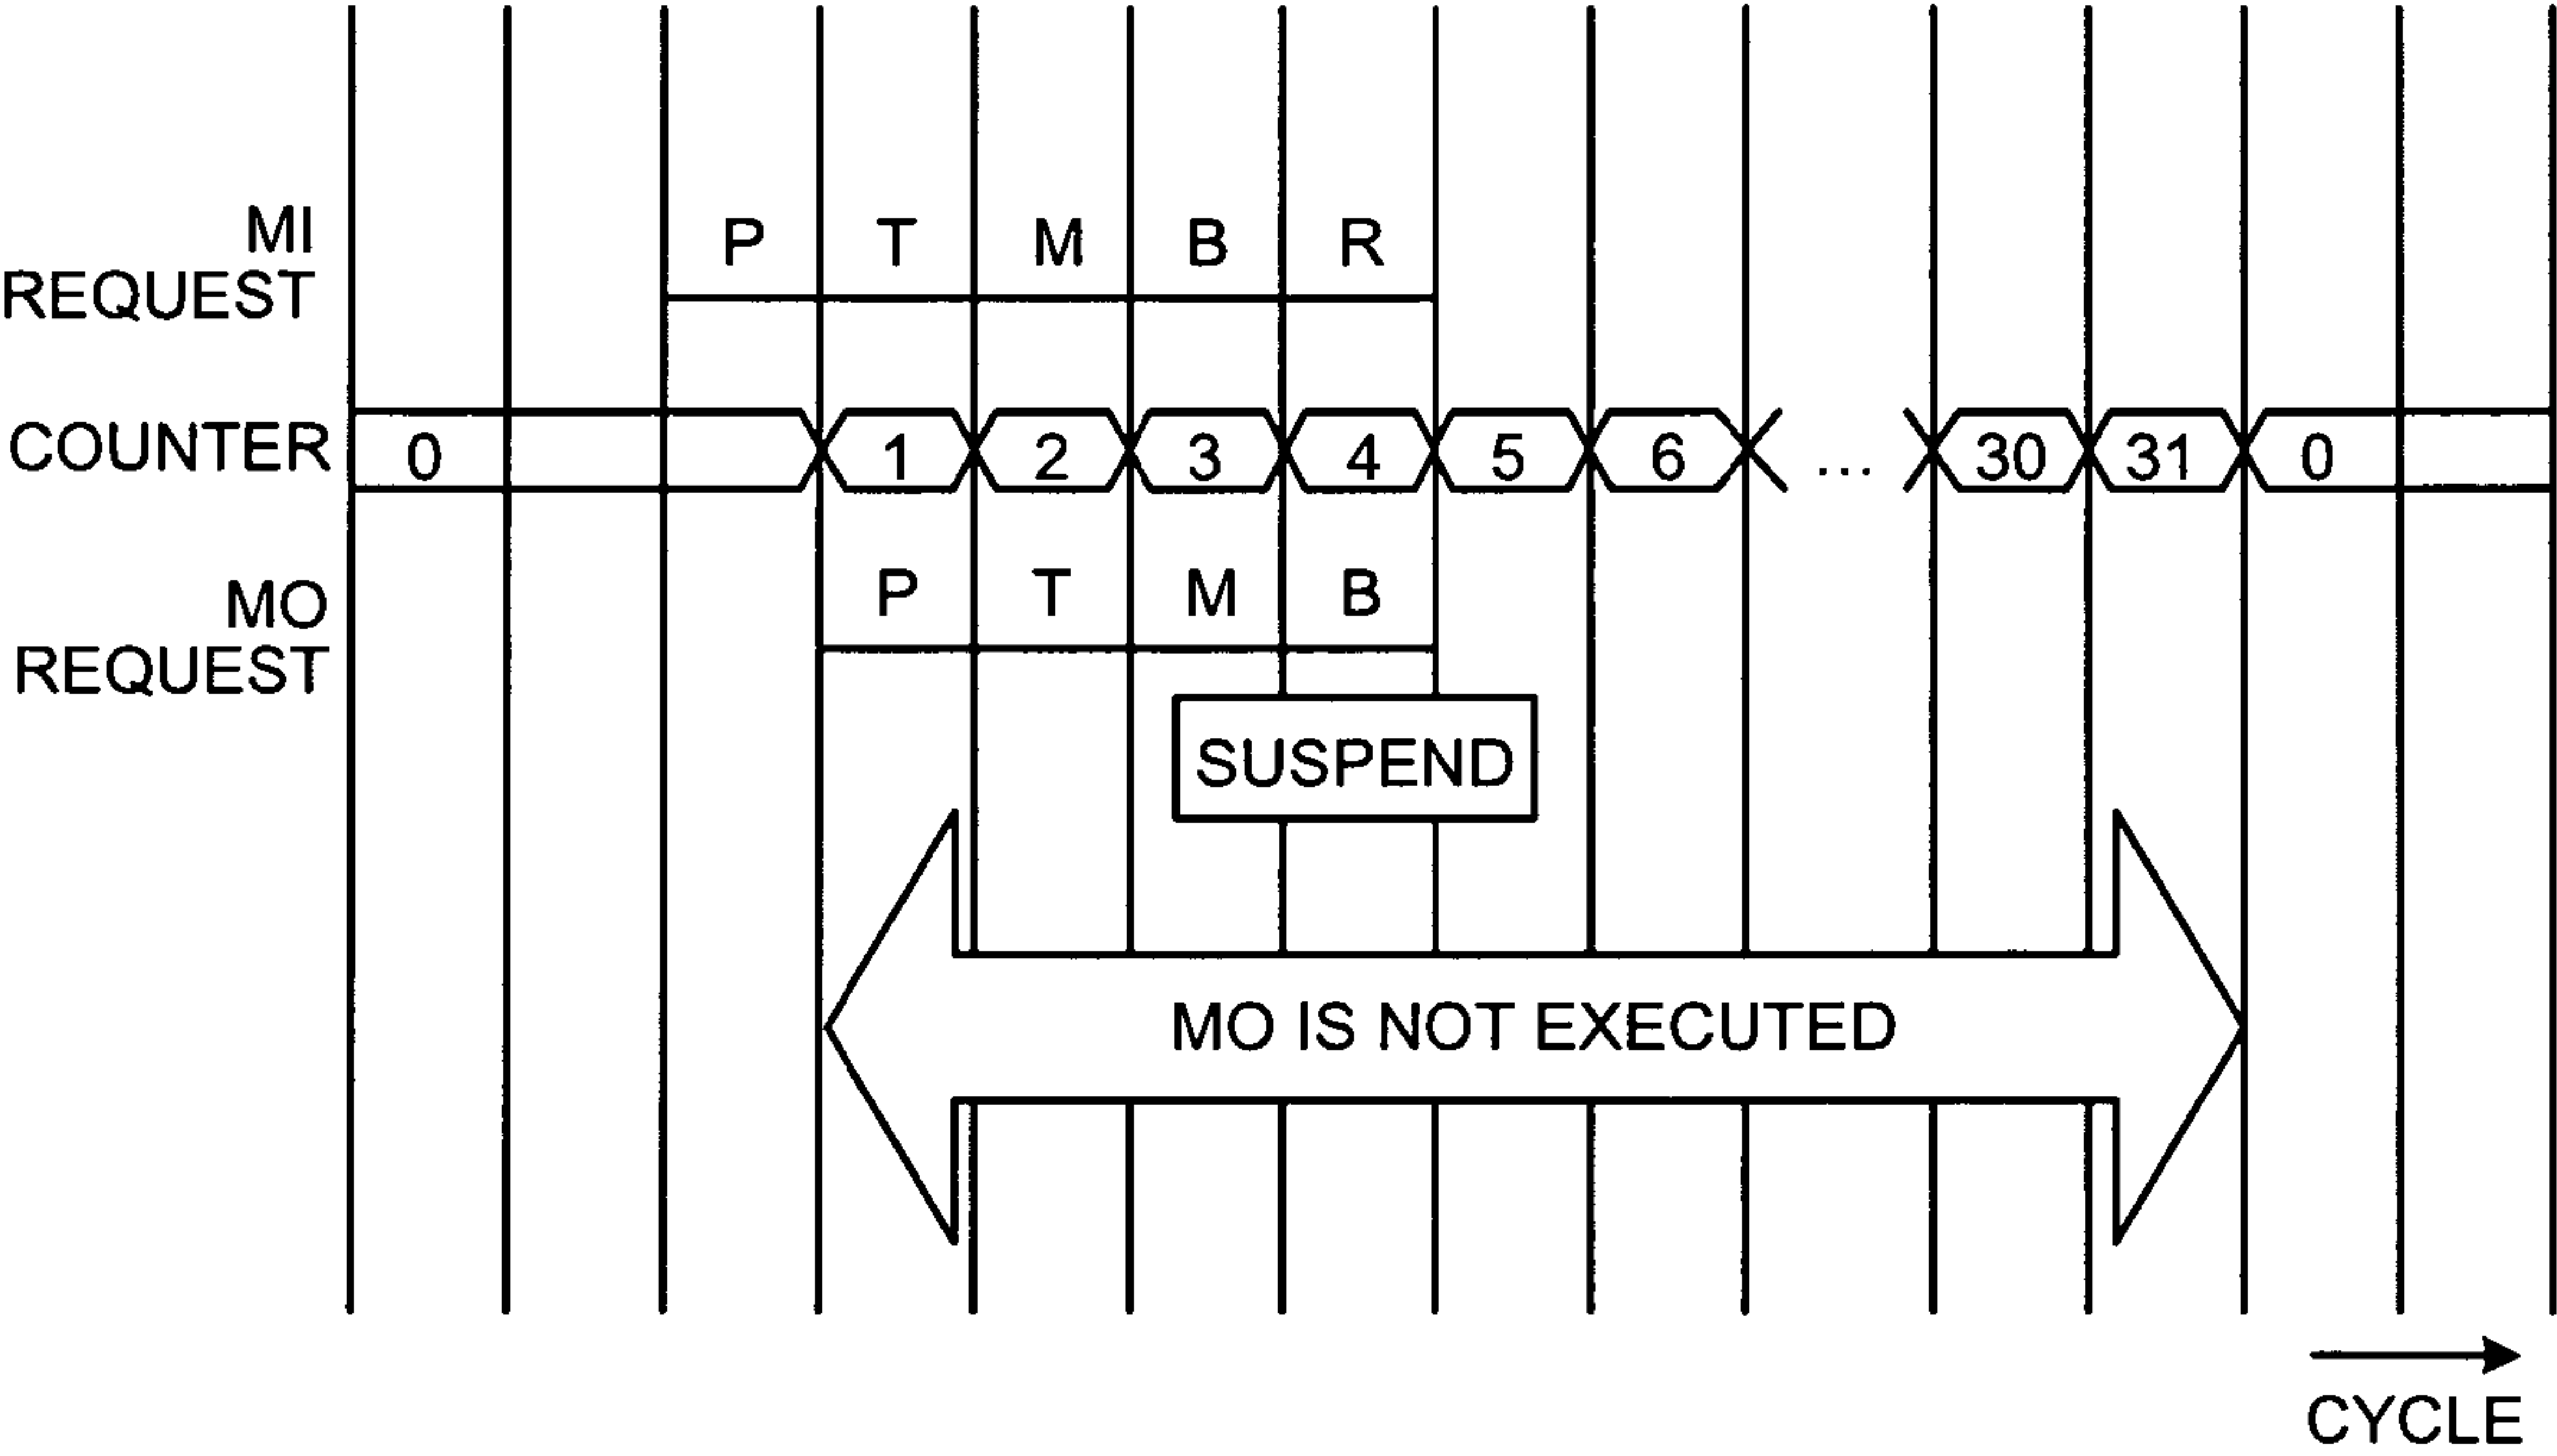 MI
REQUEST
P T M B R
COUNTER
0 1 2 3 4 5 6 ... 30 31 0
MO
REQUEST
P T M B
SUSPEND
MO IS NOT EXECUTED
CYCLE